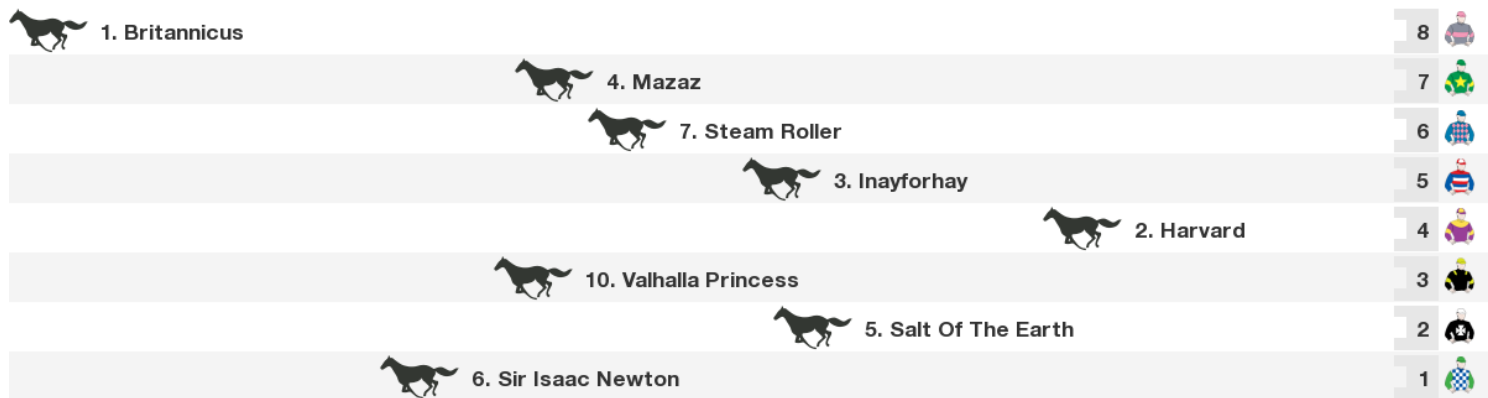 1. Britannicus 8
4. Mazaz 7
7. Steam Roller 6
3. Inayforhay 5
2. Harvard 4
10. Valhalla Princess 3
5. Salt Of The Earth 2
6. Sir Isaac Newton 1